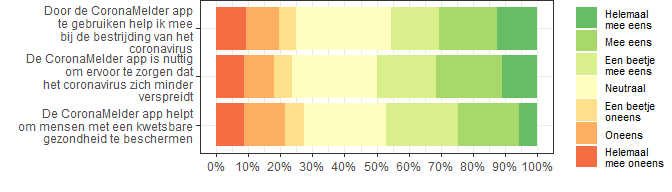 Door de CoronaMelder app
te gebruiken help ik mee
bij de bestrijding van het
coronavirus
De CoronaMelder app is nuttig
om ervoor te zorgen dat
het coronavirus zich minder
verspreidt
De CoronaMelder app helpt
om mensen met een kwetsbare
gezondheid te beschermen
0% 10% 20% 30% 40% 50% 60% 70% 80% 90% 100%
Helemaal
mee eens
Mee eens
Een beetje
mee eens
Neutraal
Een beetje
oneens
Oneens
Helemaal
mee oneens